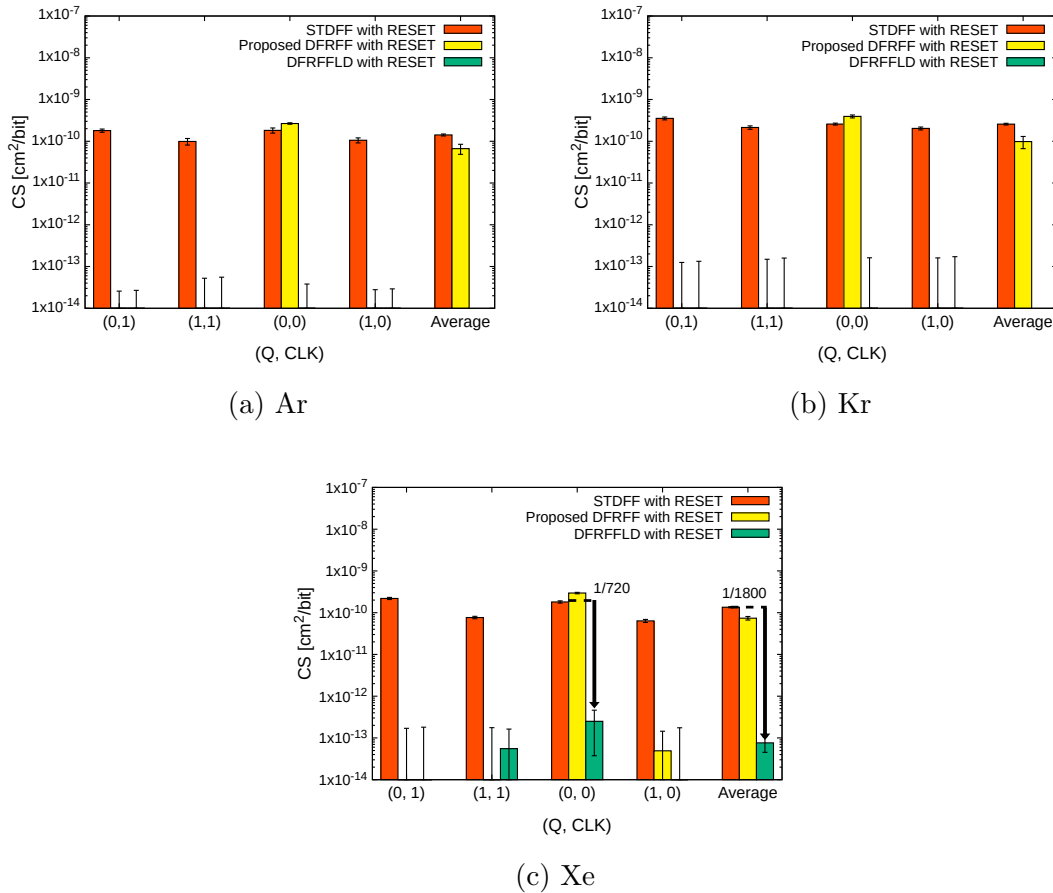 1x10-7
1x10-8
1x10-9
1x10-10
1x10-11
1x10-12
1x10-13
1x10-14
CS [cm2/bit]
STDFF with RESET
Proposed DFRFF with RESET
DFRFFLD with RESET
(0,1) (1,1) (0,0) (1,0) Average
(Q, CLK)
(a) Ar
1x10-7
1x10-8
1x10-9
1x10-10
1x10-11
1x10-12
1x10-13
1x10-14
CS [cm2/bit]
STDFF with RESET
Proposed DFRFF with RESET
DFRFFLD with RESET
(0,1) (1,1) (0,0) (1,0) Average
(Q, CLK)
(b) Kr
1x10-7
1x10-8
1x10-9
1x10-10
1x10-11
1x10-12
1x10-13
1x10-14
CS [cm2/bit]
STDFF with RESET
Proposed DFRFF with RESET
DFRFFLD with RESET
1/720
1/1800
(0, 1) (1, 1) (0, 0) (1, 0) Average
(Q, CLK)
(c) Xe